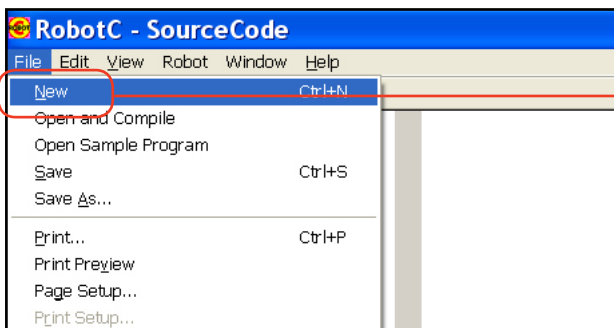 RobotC - SourceCode
File Edit View Robot Window Help
New Ctrl+N
Open and Compile
Open Sample Program
Save Ctrl+S
Save As...
Print... Ctrl+P
Print Preview
Page Setup...
Print Setup...